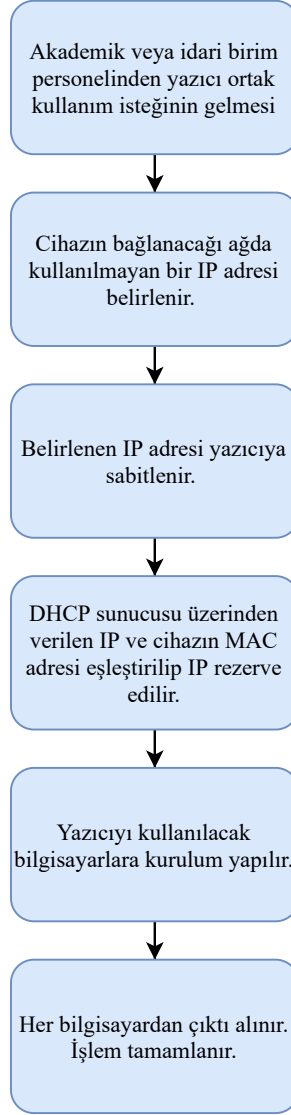 Akademik veya idari birim
personelinden yazıcı ortak
kullanım isteğinin gelmesi
Cihazın bağlanacağı ağda
kullanılmayan bir IP adresi
belirlenir.
Belirlenen IP adresi yazıcıya
sabitlenir.
DHCP sunucusu üzerinden
verilen IP ve cihazın MAC
adresi eşleştirilip IP rezerve
edilir.
Yazıcıyı kullanılacak
bilgisayarlara kurulum yapılır.
Her bilgisayardan çıktı alınır.
İşlem tamamlanır.